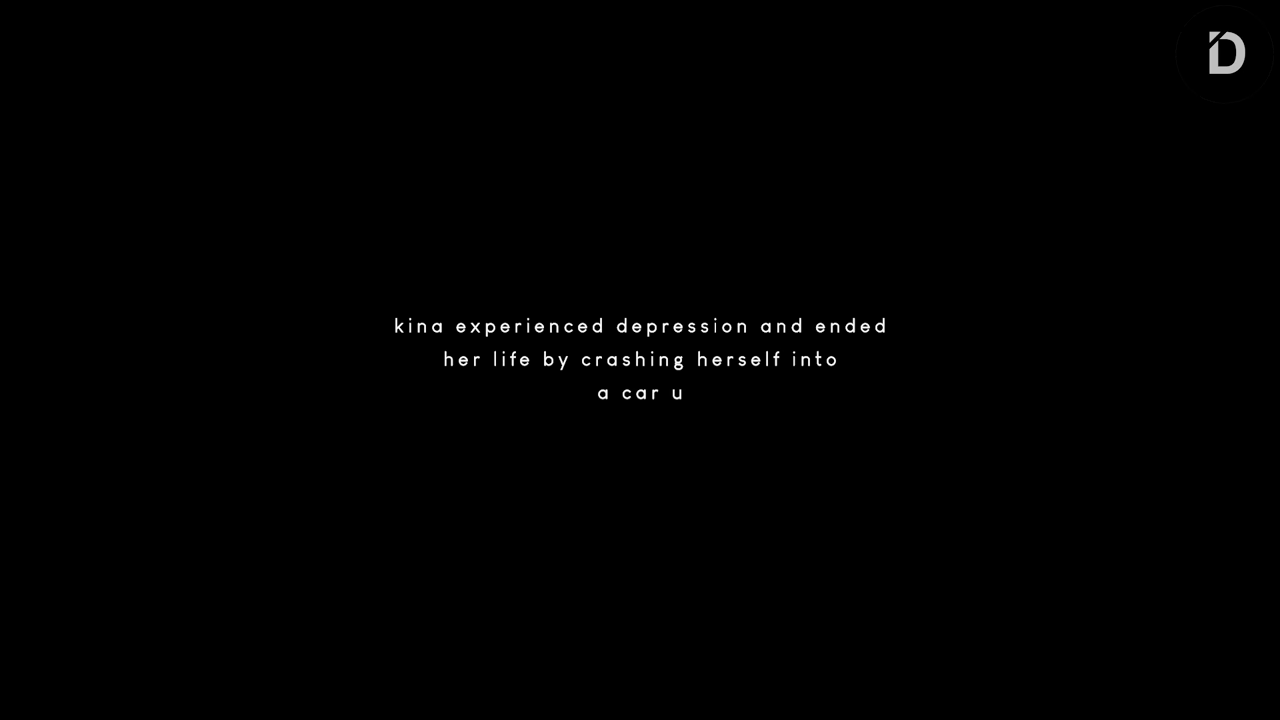 kina experienced depression and ended
her life by crashing herself into
a car u
D